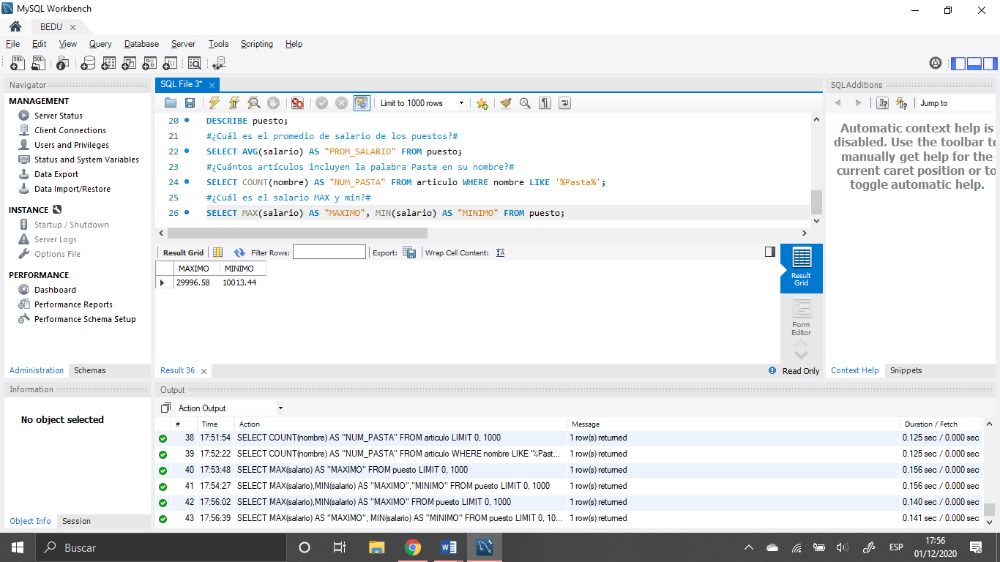 MySQL Workbench
BEDU
File Edit View Query Database Server Tools Scripting Help
Navigator
MANAGEMENT
Server Status
Client Connections
Users and Privileges
Status and System Variables
Data Export
Data Import/Restore
INSTANCE
Startup / Shutdown
Server Logs
Options File
PERFORMANCE
Dashboard
Performance Reports
Performance Schema Setup
Administration Schemas
Information
No object selected
Object Info Session
SQL File 3*
Limit to 1000 rows
20 DESCRIBE puesto;
21 #¿Cuál es el promedio de salario de los puestos?#
22 SELECT AVG(salario) AS "PROM_SALARIO" FROM puesto;
23 #¿Cuántos artículos incluyen la palabra Pasta en su nombre?#
24 SELECT COUNT(nombre) AS "NUM_PASTA" FROM articulo WHERE nombre LIKE '%Pasta%';
25 #¿Cuál es el salario MAX y min?#
26 SELECT MAX(salario) AS "MAXIMO", MIN(salario) AS "MINIMO" FROM puesto;
Result Grid Filter Rows: Export: Wrap Cell Content:
MAXIMO MINIMO
29996.58 10013.44
Result Grid
Form Editor
Result 36
Read Only
SQLAdditions
Jump to
Automatic context help is
disabled. Use the toolbar to
manually get help for the
current caret position or to
toggle automatic help.
Context Help Snippets
Output
Action Output
# Time Action Message Duration / Fetch
38 17:51:54 SELECT COUNT(nombre) AS "NUM_PASTA" FROM articulo LIMIT 0, 1000 1 row(s) returned 0.125 sec / 0.000 sec
39 17:52:22 SELECT COUNT(nombre) AS "NUM_PASTA" FROM articulo WHERE nombre LIKE '%Past... 1 row(s) returned 0.125 sec / 0.000 sec
40 17:53:48 SELECT MAX(salario) AS "MAXIMO" FROM puesto LIMIT 0, 1000 1 row(s) returned 0.156 sec / 0.000 sec
41 17:54:27 SELECT MAX(salario),MIN(salario) AS "MAXIMO","MINIMO" FROM puesto LIMIT 0, 1000 1 row(s) returned 0.156 sec / 0.000 sec
42 17:56:02 SELECT MAX(salario),MIN(salario) AS "MAXIMO" FROM puesto LIMIT 0, 1000 1 row(s) returned 0.140 sec / 0.000 sec
43 17:56:39 SELECT MAX(salario) AS "MAXIMO", MIN(salario) AS "MINIMO" FROM puesto LIMIT 0, 10... 1 row(s) returned 0.141 sec / 0.000 sec
Buscar
ESP
17:56
01/12/2020